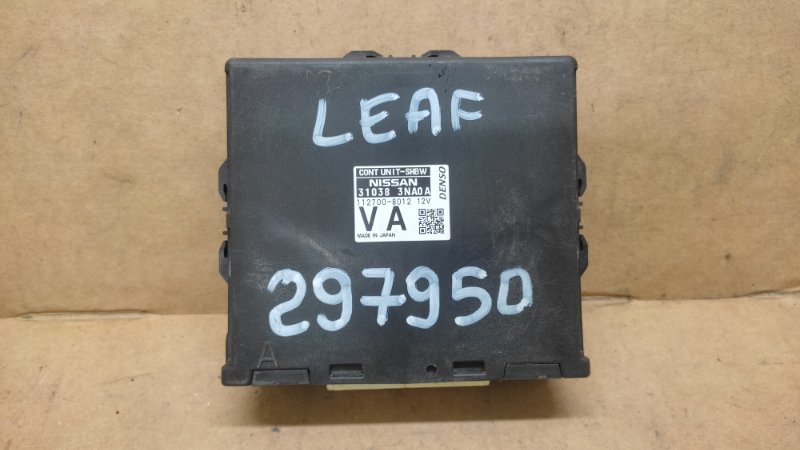 LEAF
CONT UNIT-SHBW
NISSAN
31038 3NA0A
112700-8012 12V
VA
MADE IN JAPAN
DENSO
297950
A